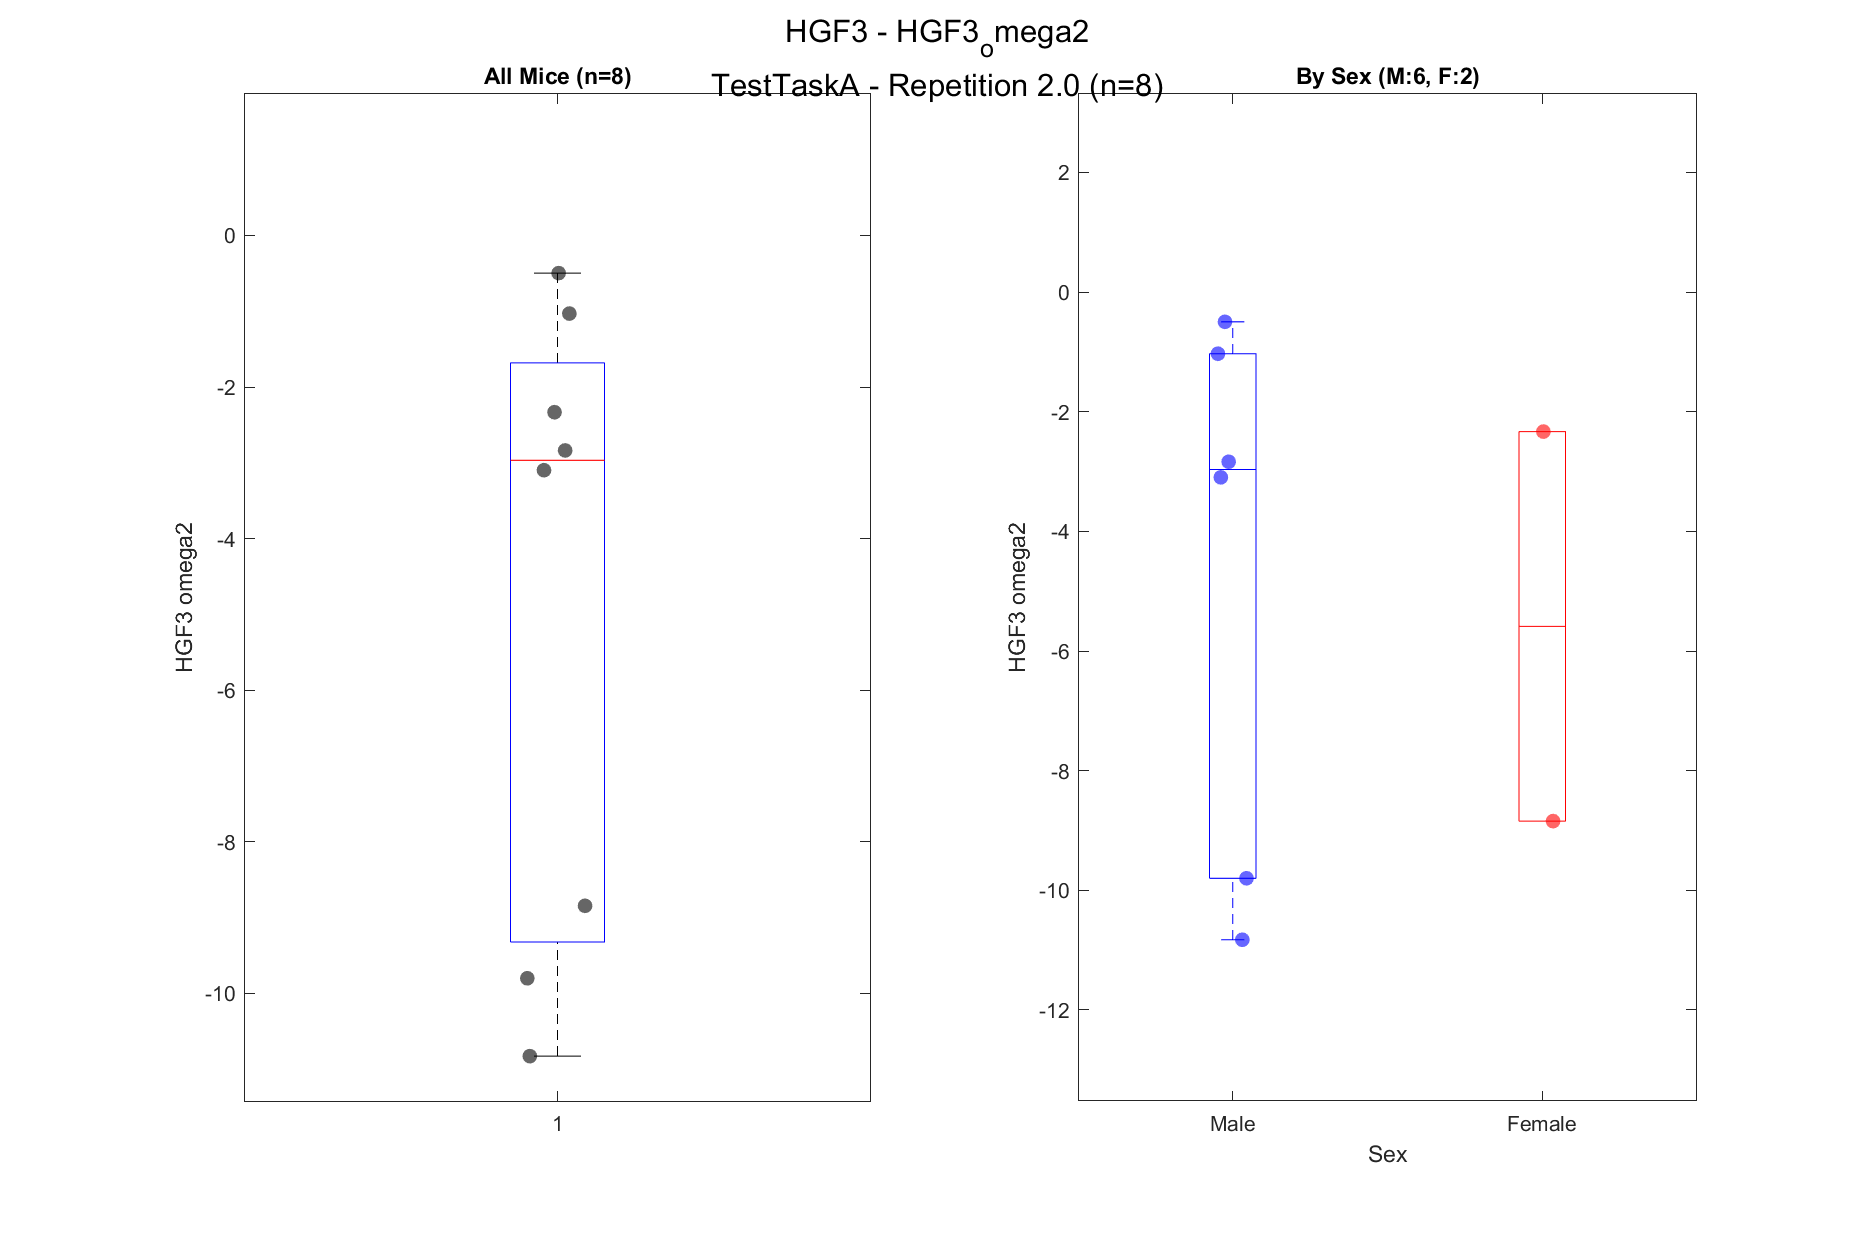 HGF3 - HGF3_omega2
TestTaskA - Repetition 2.0 (n=8)
All Mice (n=8)
0
-2
-4
-6
-8
-10
HGF3 omega2
1
By Sex (M:6, F:2)
2
0
-2
-4
-6
-8
-10
-12
HGF3 omega2
Male Female
Sex